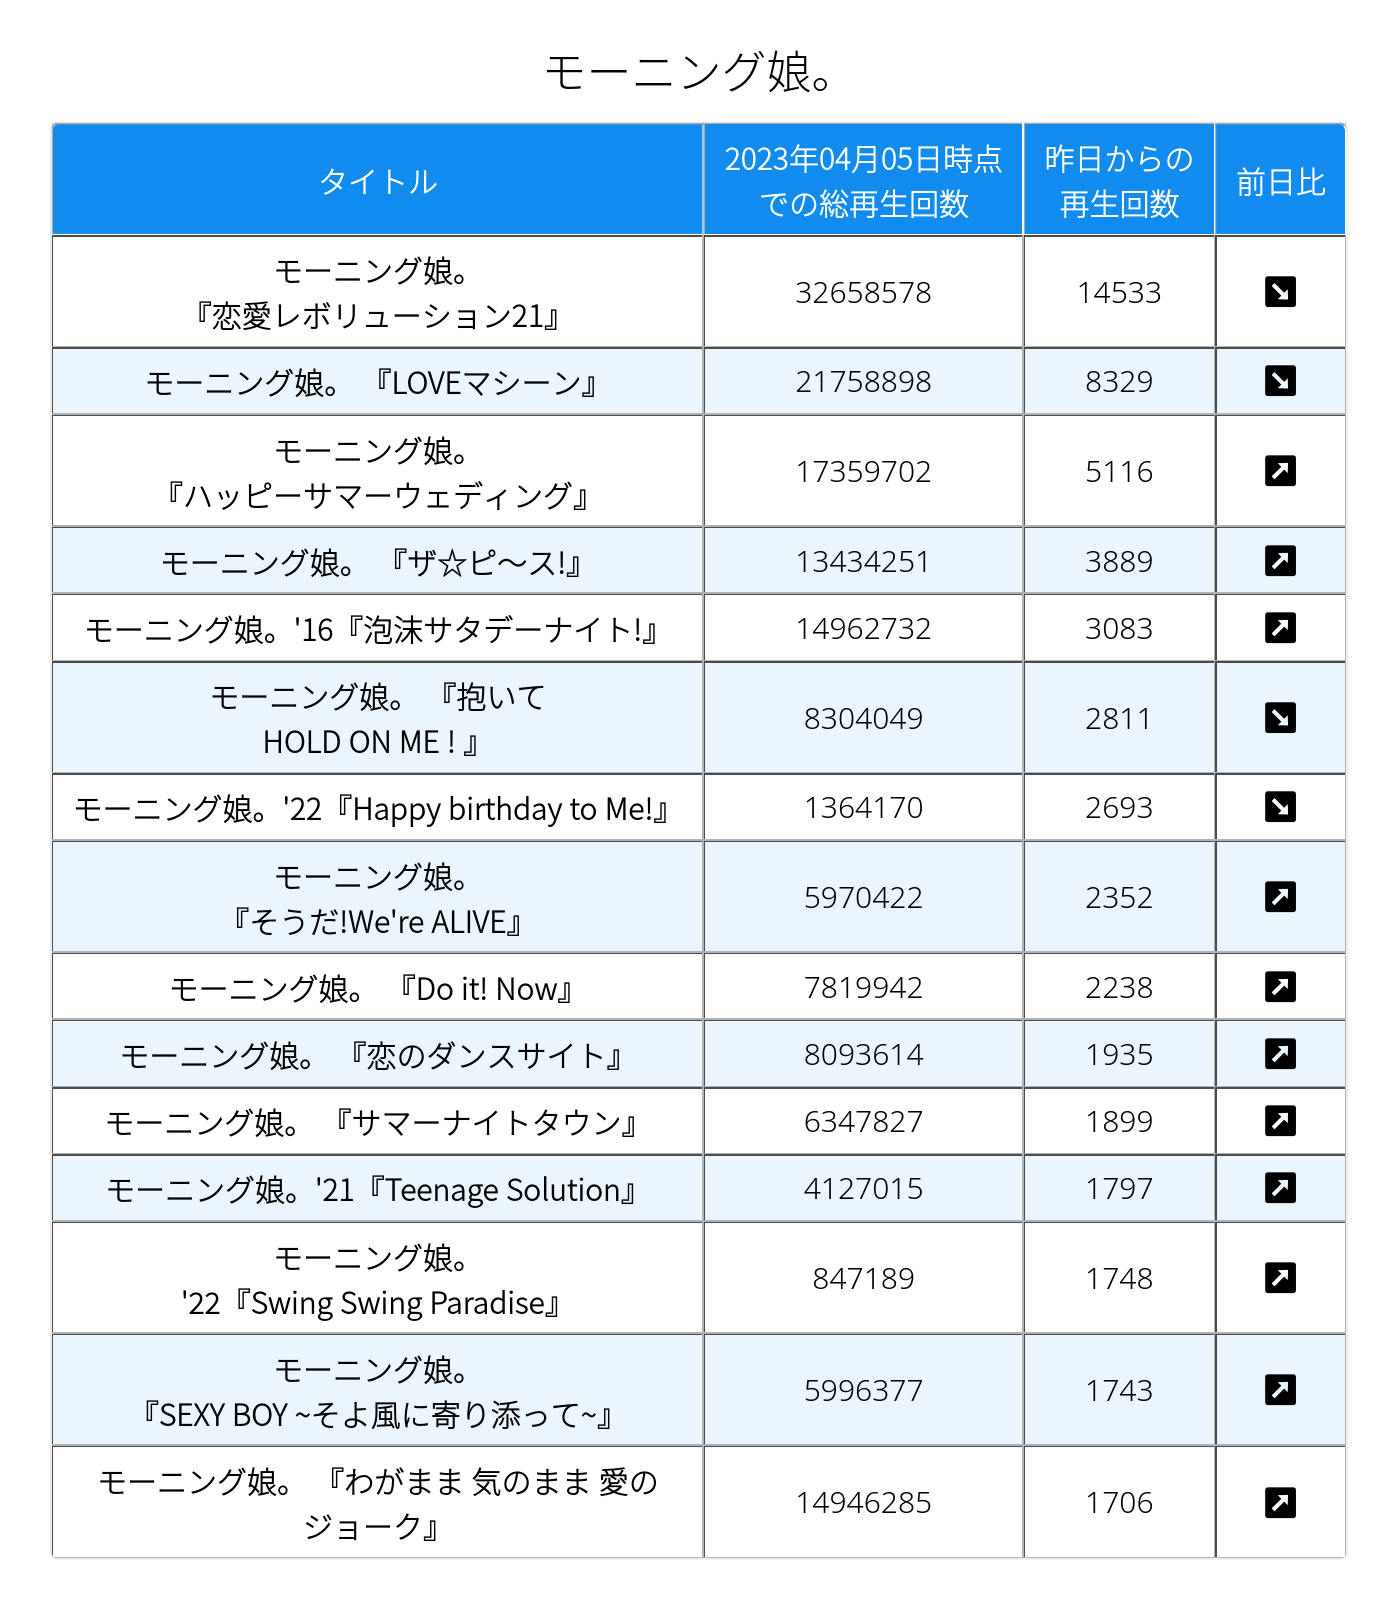 モーニング娘。
タイトル
2023年04月05日時点
での総再生回数
昨日からの
再生回数
前日比
モーニング娘。
『恋愛レボリューション21』
32658578
14533
モーニング娘。 『LOVEマシーン』
21758898
8329
モーニング娘。
『ハッピーサマーウェディング』
17359702
5116
モーニング娘。 『ザ☆ピ〜ス!』
13434251
3889
モーニング娘。'16『泡沫サタデーナイト!』
14962732
3083
モーニング娘。 『抱いて
HOLD ON ME ! 』
8304049
2811
モーニング娘。'22『Happy birthday to Me!』
1364170
2693
モーニング娘。
『そうだ!We're ALIVE』
5970422
2352
モーニング娘。 『Do it! Now』
7819942
2238
モーニング娘。 『恋のダンスサイト』
8093614
1935
モーニング娘。 『サマーナイトタウン』
6347827
1899
モーニング娘。'21『Teenage Solution』
4127015
1797
モーニング娘。
'22『Swing Swing Paradise』
847189
1748
モーニング娘。
『SEXY BOY ~そよ風に寄り添って~』
5996377
1743
モーニング娘。 『わがまま 気のまま 愛の
ジョーク』
14946285
1706